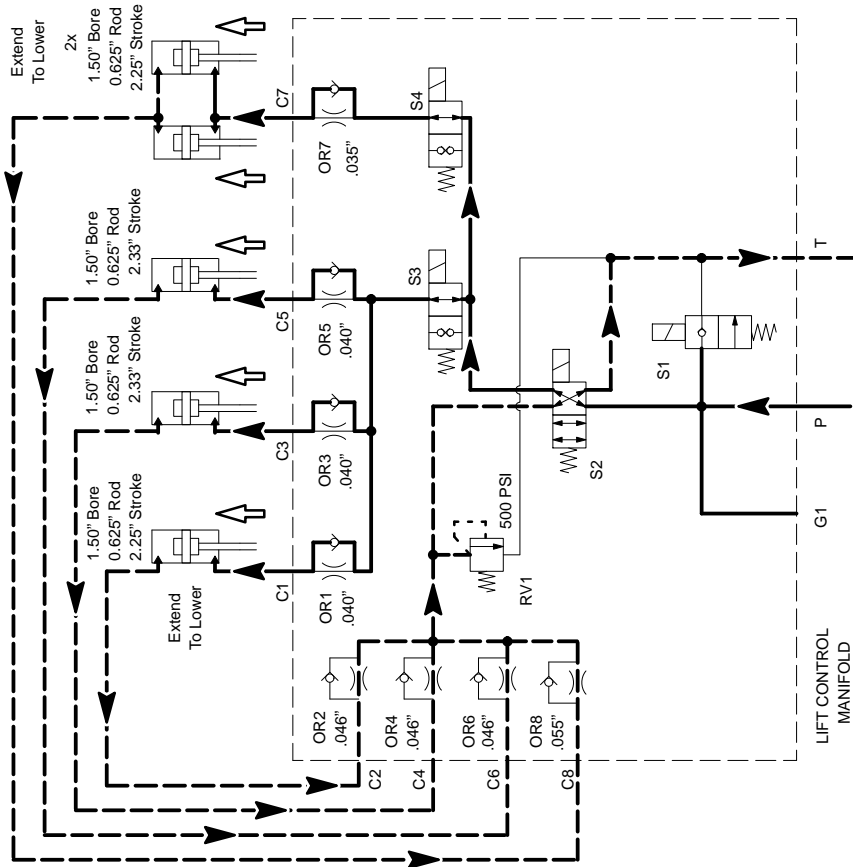 Extend
To Lower
2x
1.50" Bore
0.625" Rod
2.25" Stroke
1.50" Bore
0.625" Rod
2.33" Stroke
1.50" Bore
0.625" Rod
2.33" Stroke
1.50" Bore
0.625" Rod
2.25" Stroke
Extend
To Lower
C7
C5
C3
C1
OR7
.035"
OR5
.040"
OR3
.040"
OR1
.040"
S4
S3
S2
S1
500 PSI
RV1
OR2
.046"
OR4
.046"
OR6
.046"
OR8
.055"
C2
C4
C6
C8
G1
P
T
LIFT CONTROL
MANIFOLD